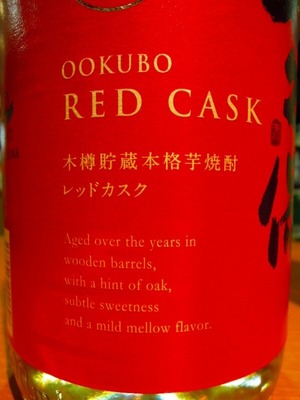 OOKUBO
RED CASK
木樽貯蔵本格芋焼酎
レッドカスク
Aged over the years in
wooden barrels,
with a hint of oak,
subtle sweetness
and a mild mellow flavor.